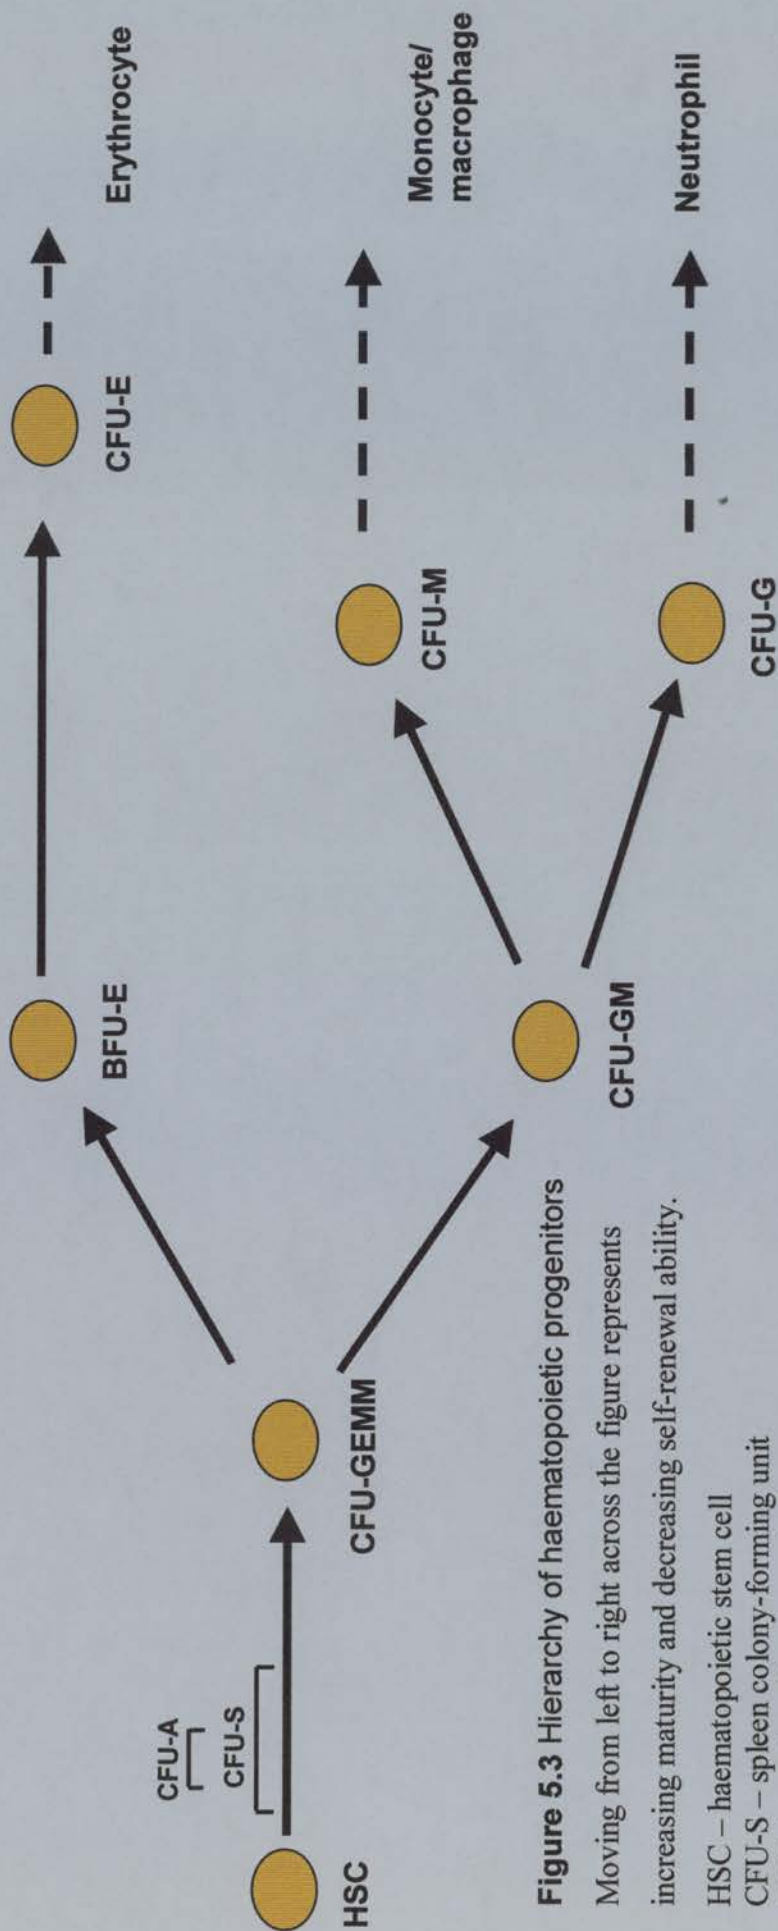 CFU-A
CFU-S
HSC
CFU-GEMM
BFU-E
CFU-E
Erythrocyte
CFU-GM
CFU-M
Monocyte/
macrophage
CFU-G
Neutrophil
Figure 5.3 Hierarchy of haematopoietic progenitors
Moving from left to right across the figure represents
increasing maturity and decreasing self-renewal ability.
HSC – haematopoietic stem cell
CFU-S – spleen colony-forming unit